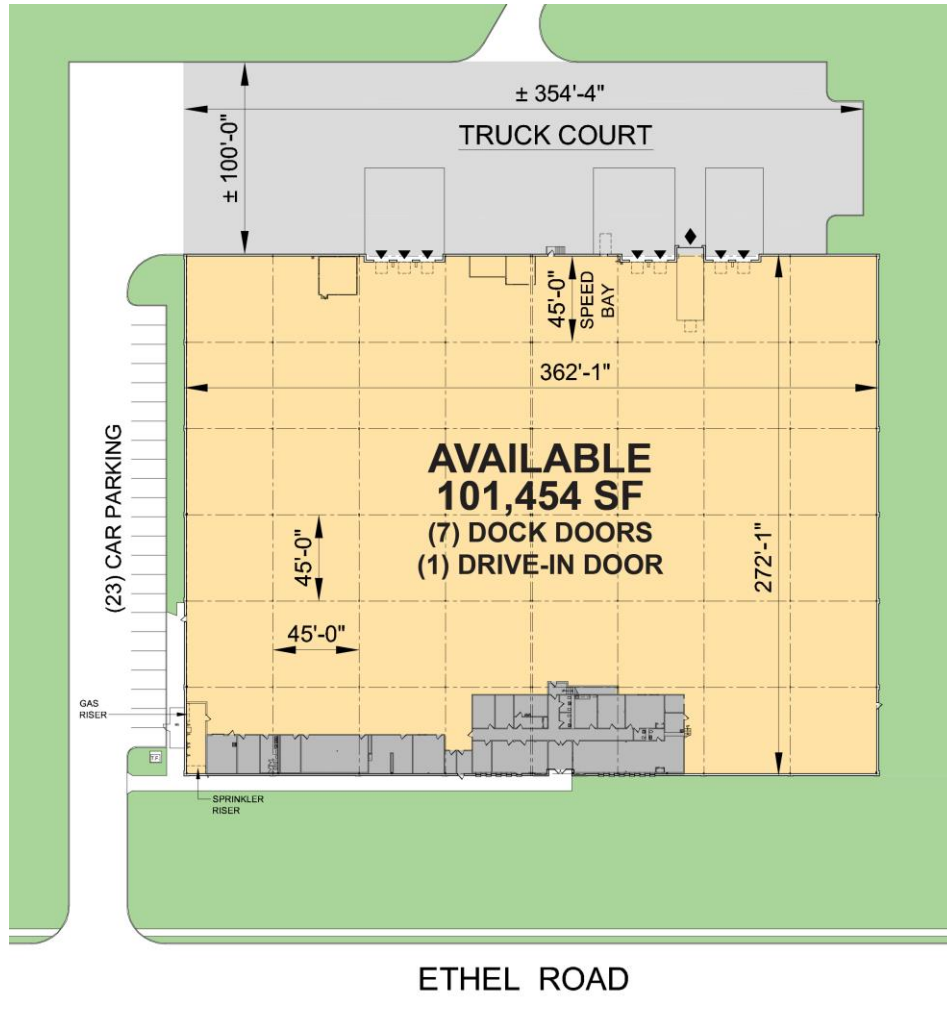 ± 354'-4"
TRUCK COURT
± 100'-0"
45'-0"
SPEED
BAY
362'-1"
(23) CAR PARKING
AVAILABLE
101,454 SF
(7) DOCK DOORS
(1) DRIVE-IN DOOR
45'-0"
272'-1"
45'-0"
GAS
RISER
SPRINKLER
RISER
ETHEL ROAD